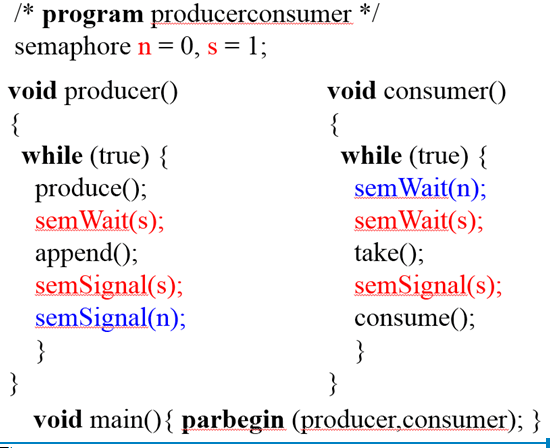 /* program producerconsumer */
semaphore n = 0, s = 1;
void producer()
{
while (true) {
produce();
semWait(s);
append();
semSignal(s);
semSignal(n);
}
}
void consumer()
{
while (true) {
semWait(n);
semWait(s);
take();
semSignal(s);
consume();
}
}
void main(){ parbegin (producer,consumer); }